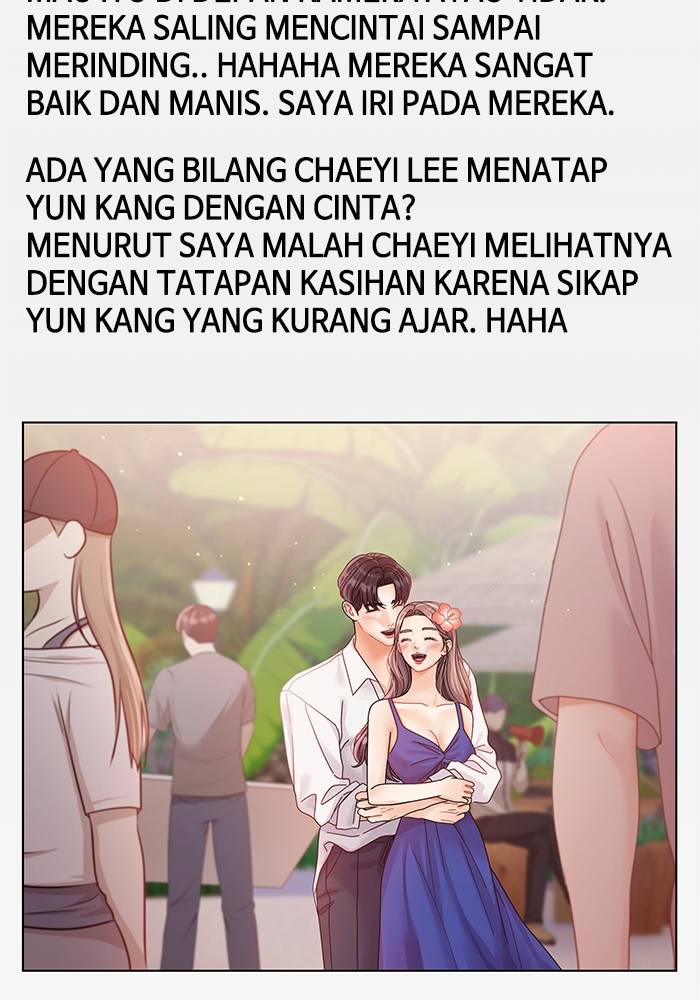 MEREKA SALING MENCINTAI SAMPAI
MERINDING.. HAHAHA MEREKA SANGAT
BAIK DAN MANIS. SAYA IRI PADA MEREKA.
ADA YANG BILANG CHAEYI LEE MENATAP
YUN KANG DENGAN CINTA?
MENURUT SAYA MALAH CHAEYI MELIHATNYA
DENGAN TATAPAN KASIHAN KARENA SIKAP
YUN KANG YANG KURANG AJAR. HAHA